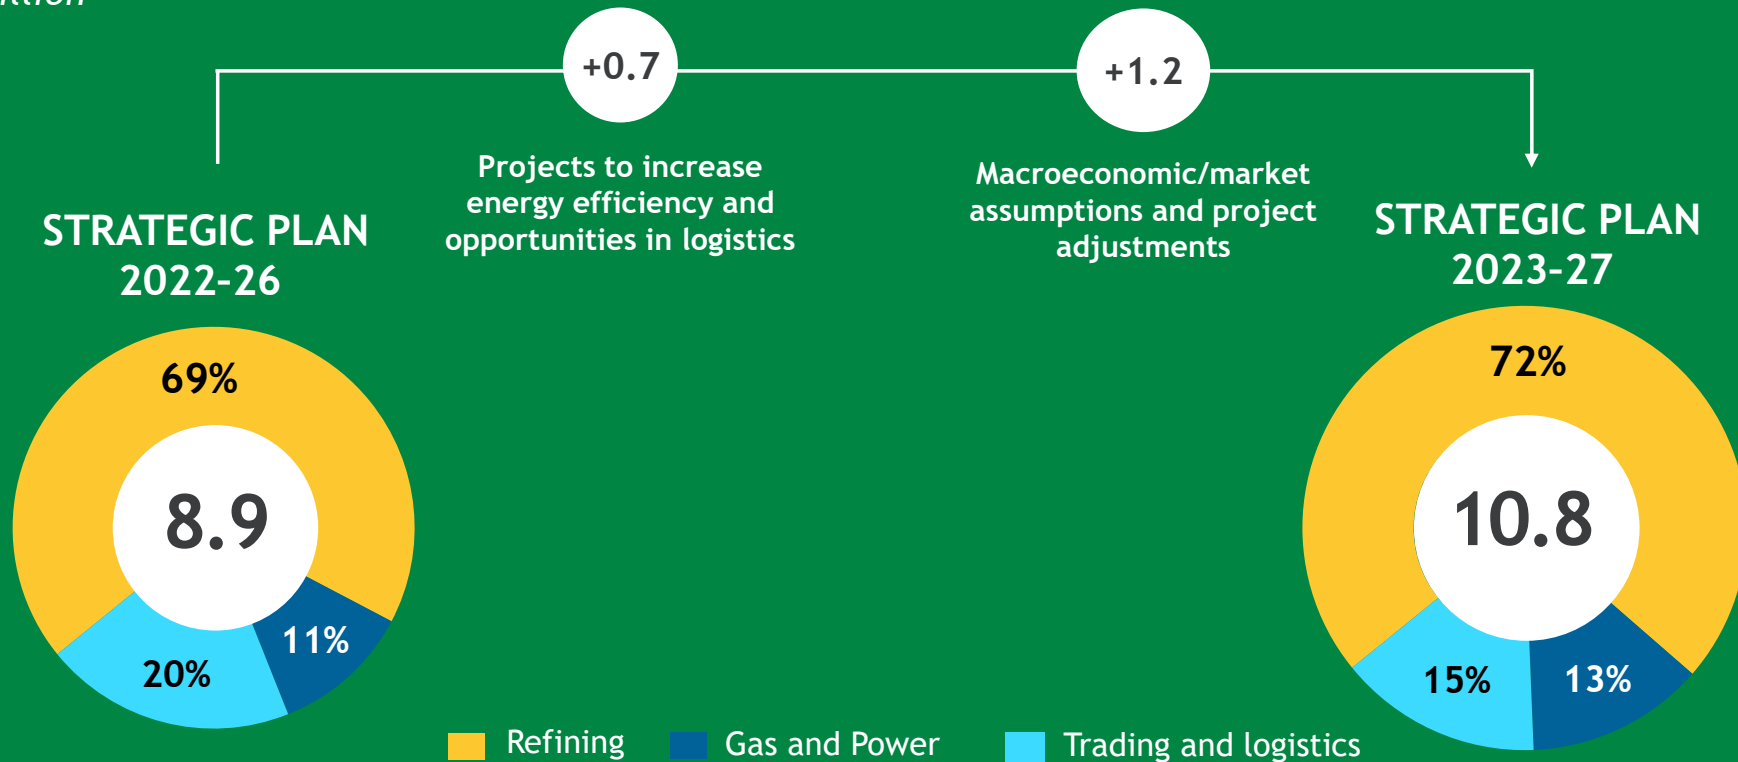 +0.7
+1.2
Projects to increase
energy efficiency and
opportunities in logistics
Macroeconomic/market
assumptions and project
adjustments
STRATEGIC PLAN
2022-26
STRATEGIC PLAN
2023-27
69%
8.9
20%
11%
72%
10.8
15%
13%
Refining
Gas and Power
Trading and logistics